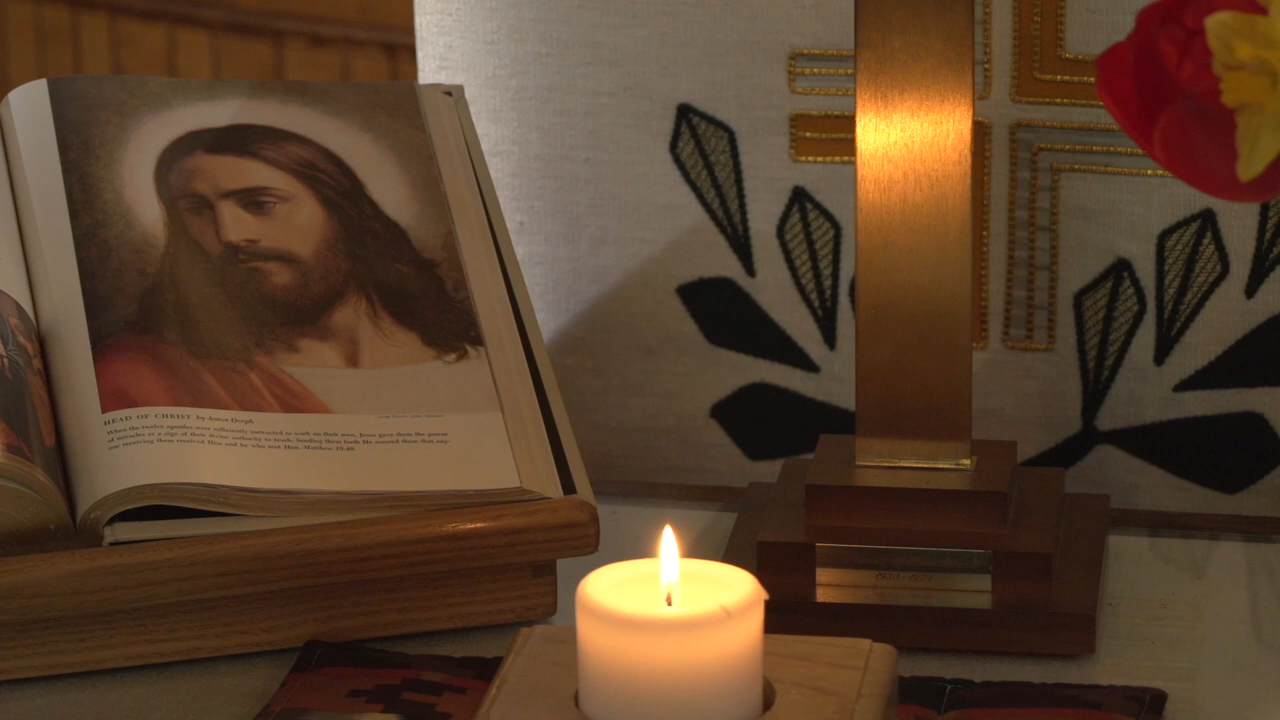 HEAD OF CHRIST by Anton Dorph
When the twelve apostles were sufficiently instructed to work on their own, Jesus gave them the power
of miracles as a sign of their divine authority to teach. Sending them forth He assured them that any-
one receiving them received Him and he who sent Him. Matthew 10:40.